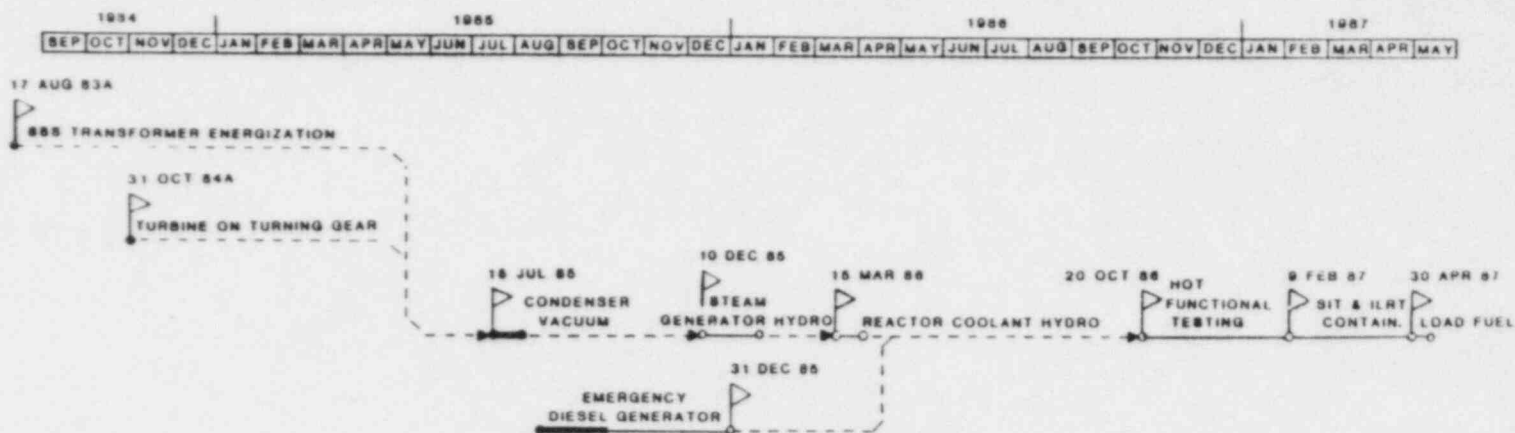 1984 1985 1986 1987
SEP OCT NOV DEC JAN FEB MAR APR MAY JUN JUL AUG SEP OCT NOV DEC JAN FEB MAR APR MAY JUN JUL AUG SEP OCT NOV DEC JAN FEB MAR APR MAY
17 AUG 83A
SSS TRANSFORMER ENERGIZATION
31 OCT 84A
TURBINE ON TURNING GEAR
10 DEC 85
15 JUL 85
15 MAR 86
20 OCT 86
HOT
FUNCTIONAL
TESTING
9 FEB 87
30 APR 87
CONDENSER
VACUUM
STEAM
GENERATOR HYDRO
REACTOR COOLANT HYDRO
SIT & ILRT
CONTAIN.
LOAD FUEL
31 DEC 85
EMERGENCY
DIESEL GENERATOR